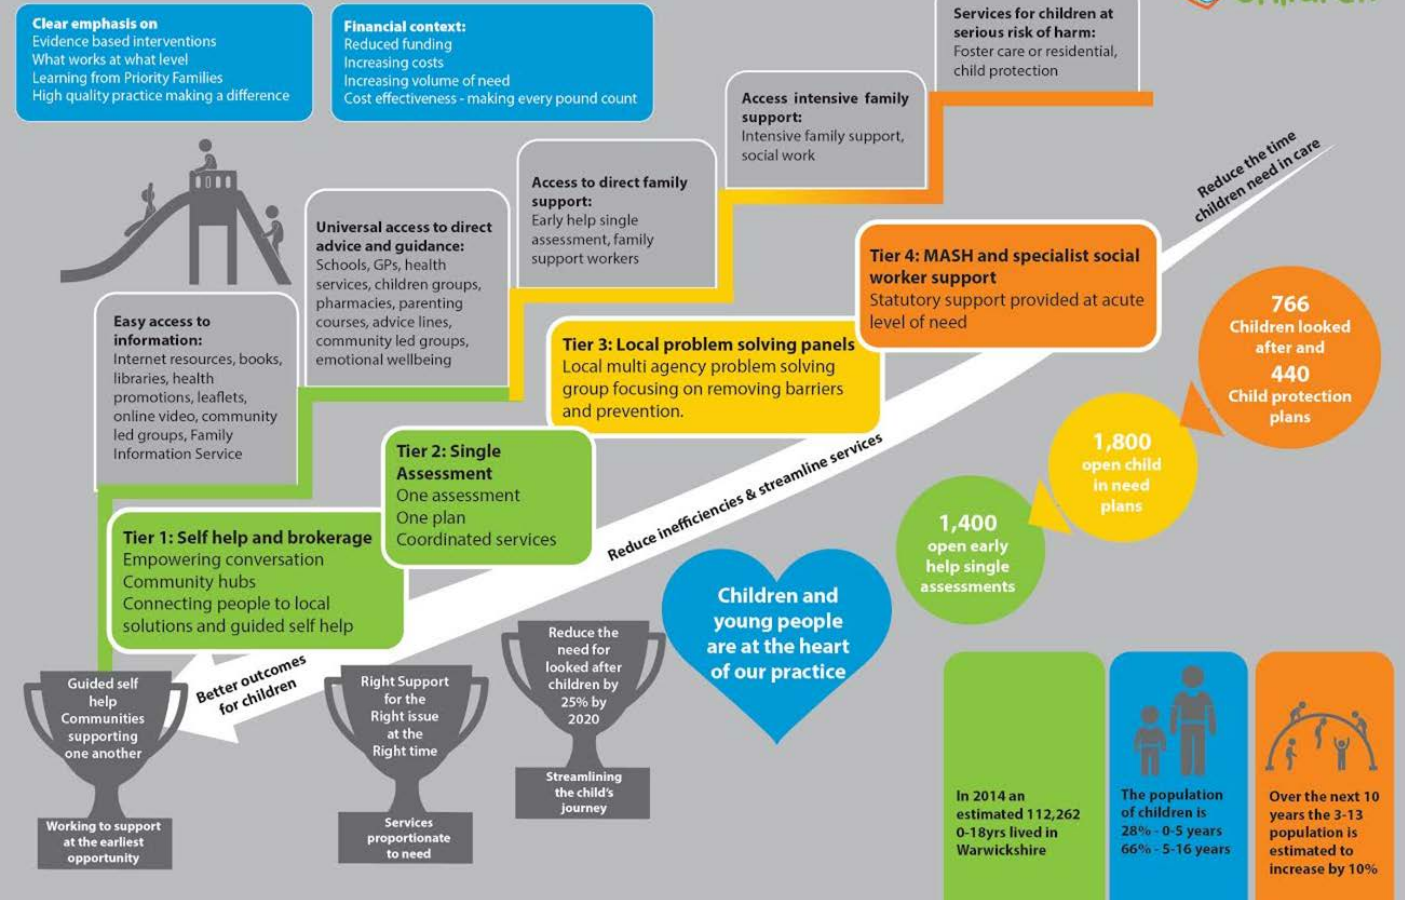 Clear emphasis on
Evidence based interventions
What works at what level
Learning from Priority Families
High quality practice making a difference
Financial context:
Reduced funding
Increasing costs
Increasing volume of need
Cost effectiveness - making every pound count
Services for children at
serious risk of harm:
Foster care or residential,
child protection
Access intensive family
support:
Intensive family support,
social work
Access to direct family
support:
Early help single
assessment, family
support workers
Universal access to direct
advice and guidance:
Schools, GPs, health
services, children groups,
pharmacies, parenting
courses, advice lines,
community led groups,
emotional wellbeing
Easy access to
information:
Internet resources, books,
libraries, health
promotions, leaflets,
online video, community
led groups, Family
Information Service
Reduce the time
children need in care
Tier 4: MASH and specialist social
worker support
Statutory support provided at acute
level of need
Tier 3: Local problem solving panels
Local multi agency problem solving
group focusing on removing barriers
and prevention.
Tier 2: Single
Assessment
One assessment
One plan
Coordinated services
Tier 1: Self help and brokerage
Empowering conversation
Community hubs
Connecting people to local
solutions and guided self help
Reduce inefficiencies & streamline services
Better outcomes
for children
766
Children looked
after and
440
Child protection
plans
1,800
open child
in need
plans
1,400
open early
help single
assessments
Children and
young people
are at the heart
of our practice
Guided self
help
Communities
supporting
one another
Working to support
at the earliest
opportunity
Right Support
for the
Right issue
at the
Right time
Services
proportionate
to need
Reduce the
need for
looked after
children by
25% by
2020
Streamlining
the child's
journey
In 2014 an
estimated 112,262
0-18yrs lived in
Warwickshire
The population
of children is
28% - 0-5 years
66% - 5-16 years
Over the next 10
years the 3-13
population is
estimated to
increase by 10%